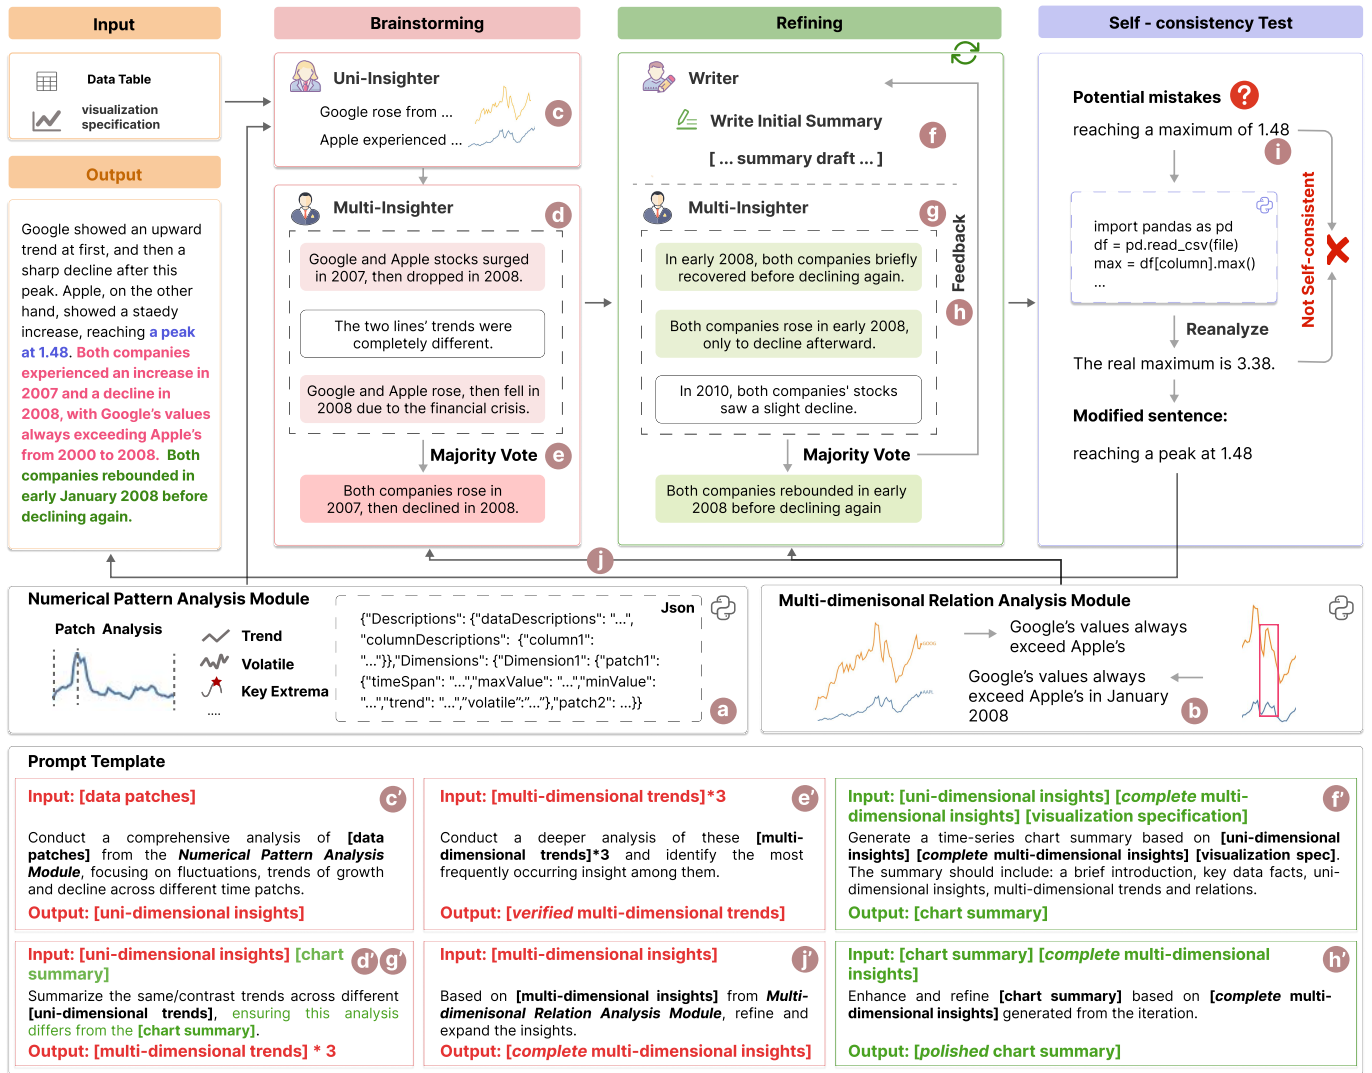 Input
Data Table
visualization
specification
Output
Google showed an upward
trend at first, and then a
sharp decline after this
peak. Apple, on the other
hand, showed a staedy
increase, reaching a peak
at 1.48. Both companies
experienced an increase in
2007 and a decline in
2008, with Google's values
always exceeding Apple's
from 2000 to 2008. Both
companies rebounded in
early January 2008 before
declining again.
Brainstorming
Uni-Insighter
Google rose from ...
Apple experienced ...
c
Multi-Insighter
d
Google and Apple stocks surged
in 2007, then dropped in 2008.
The two lines' trends were
completely different.
Google and Apple rose, then fell in
2008 due to the financial crisis.
Majority Vote
e
Both companies rose in
2007, then declined in 2008.
Refining
Writer
Write Initial Summary
[ ... summary draft ... ]
f
Multi-Insighter
g
In early 2008, both companies briefly
recovered before declining again.
Both companies rose in early 2008,
only to decline afterward.
In 2010, both companies' stocks
saw a slight decline.
Majority Vote
Both companies rebounded in early
2008 before declining again
Feedback
h
j
Self - consistency Test
Potential mistakes ?
reaching a maximum of 1.48
i
import pandas as pd
df = pd.read_csv(file)
max = df[column].max()
...
Reanalyze
Not Self-consistent
The real maximum is 3.38.
Modified sentence:
reaching a peak at 1.48
Numerical Pattern Analysis Module
Patch Analysis
Trend
Volatile
Key Extrema
....
Json
{"Descriptions": {"dataDescriptions": "...",
"columnDescriptions": {"column1":
"..."}},"Dimensions": {"Dimension1": {"patch1":
{"timeSpan": "...","maxValue": "...","minValue":
"...","trend": "...","volatile":"..."},"patch2": ...}}
a
Multi-dimenisonal Relation Analysis Module
Google's values always
exceed Apple's
Google's values always
exceed Apple's in January
2008
b
Prompt Template
Input: [data patches]
c'
Conduct a comprehensive analysis of [data
patches] from the Numerical Pattern Analysis
Module, focusing on fluctuations, trends of growth
and decline across different time patchs.
Output: [uni-dimensional insights]
Input: [multi-dimensional trends]*3
e'
Conduct a deeper analysis of these [multi-
dimensional trends]*3 and identify the most
frequently occurring insight among them.
Output: [verified multi-dimensional trends]
Input: [uni-dimensional insights] [complete multi-
dimensional insights] [visualization specification]
f'
Generate a time-series chart summary based on [uni-dimensional
insights] [complete multi-dimensional insights] [visualization spec].
The summary should include: a brief introduction, key data facts, uni-
dimensional insights, multi-dimensional trends and relations.
Output: [chart summary]
Input: [uni-dimensional insights] [chart
summary]
d' g'
Summarize the same/contrast trends across different
[uni-dimensional trends], ensuring this analysis
differs from the [chart summary].
Output: [multi-dimensional trends] * 3
Input: [multi-dimensional insights]
j'
Based on [multi-dimensional insights] from Multi-
dimenisonal Relation Analysis Module, refine and
expand the insights.
Output: [complete multi-dimensional insights]
Input: [chart summary] [complete multi-dimensional
insights]
h'
Enhance and refine [chart summary] based on [complete multi-
dimensional insights] generated from the iteration.
Output: [polished chart summary]